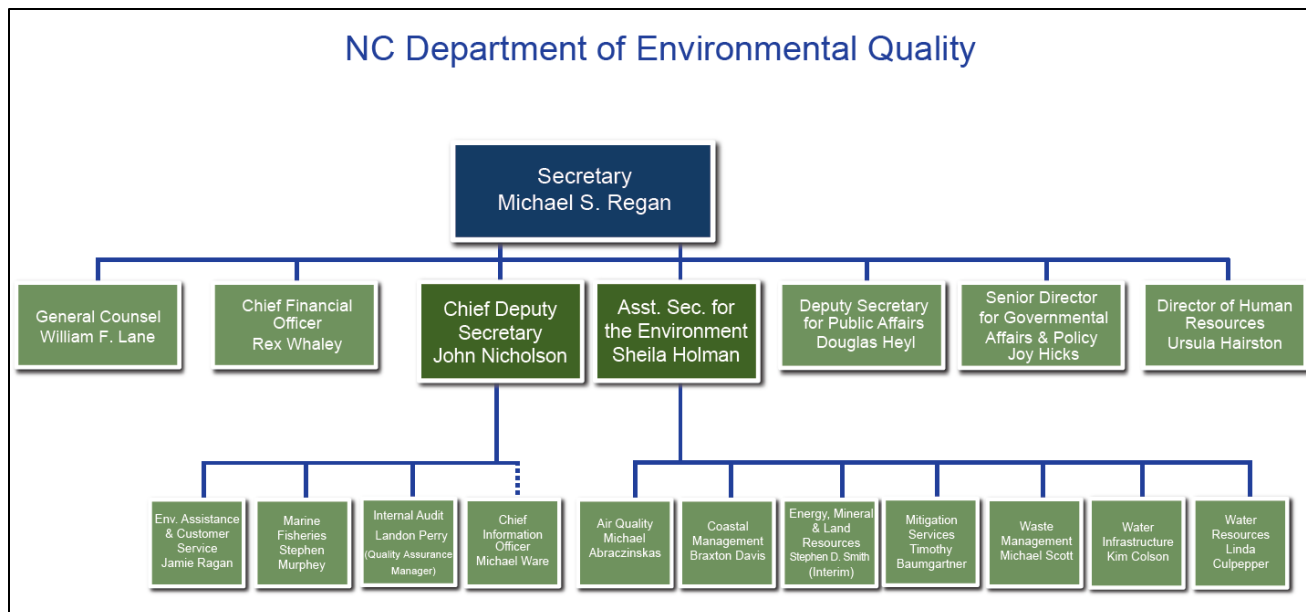 NC Department of Environmental Quality
Secretary
Michael S. Regan
General Counsel
William F. Lane
Chief Financial
Officer
Rex Whaley
Chief Deputy
Secretary
John Nicholson
Asst. Sec. for
the Environment
Sheila Holman
Deputy Secretary
for Public Affairs
Douglas Heyl
Senior Director
for Governmental
Affairs & Policy
Joy Hicks
Director of Human
Resources
Ursula Hairston
Env. Assistance
& Customer
Service
Jamie Ragan
Marine
Fisheries
Stephen
Murphey
Internal Audit
Landon Perry
(Quality Assurance
Manager)
Chief
Information
Officer
Michael Ware
Air Quality
Michael
Abraczinskas
Coastal
Management
Braxton Davis
Energy, Mineral
& Land
Resources
Stephen D. Smith
(Interim)
Mitigation
Services
Timothy
Baumgartner
Waste
Management
Michael Scott
Water
Infrastructure
Kim Colson
Water
Resources
Linda
Culpepper